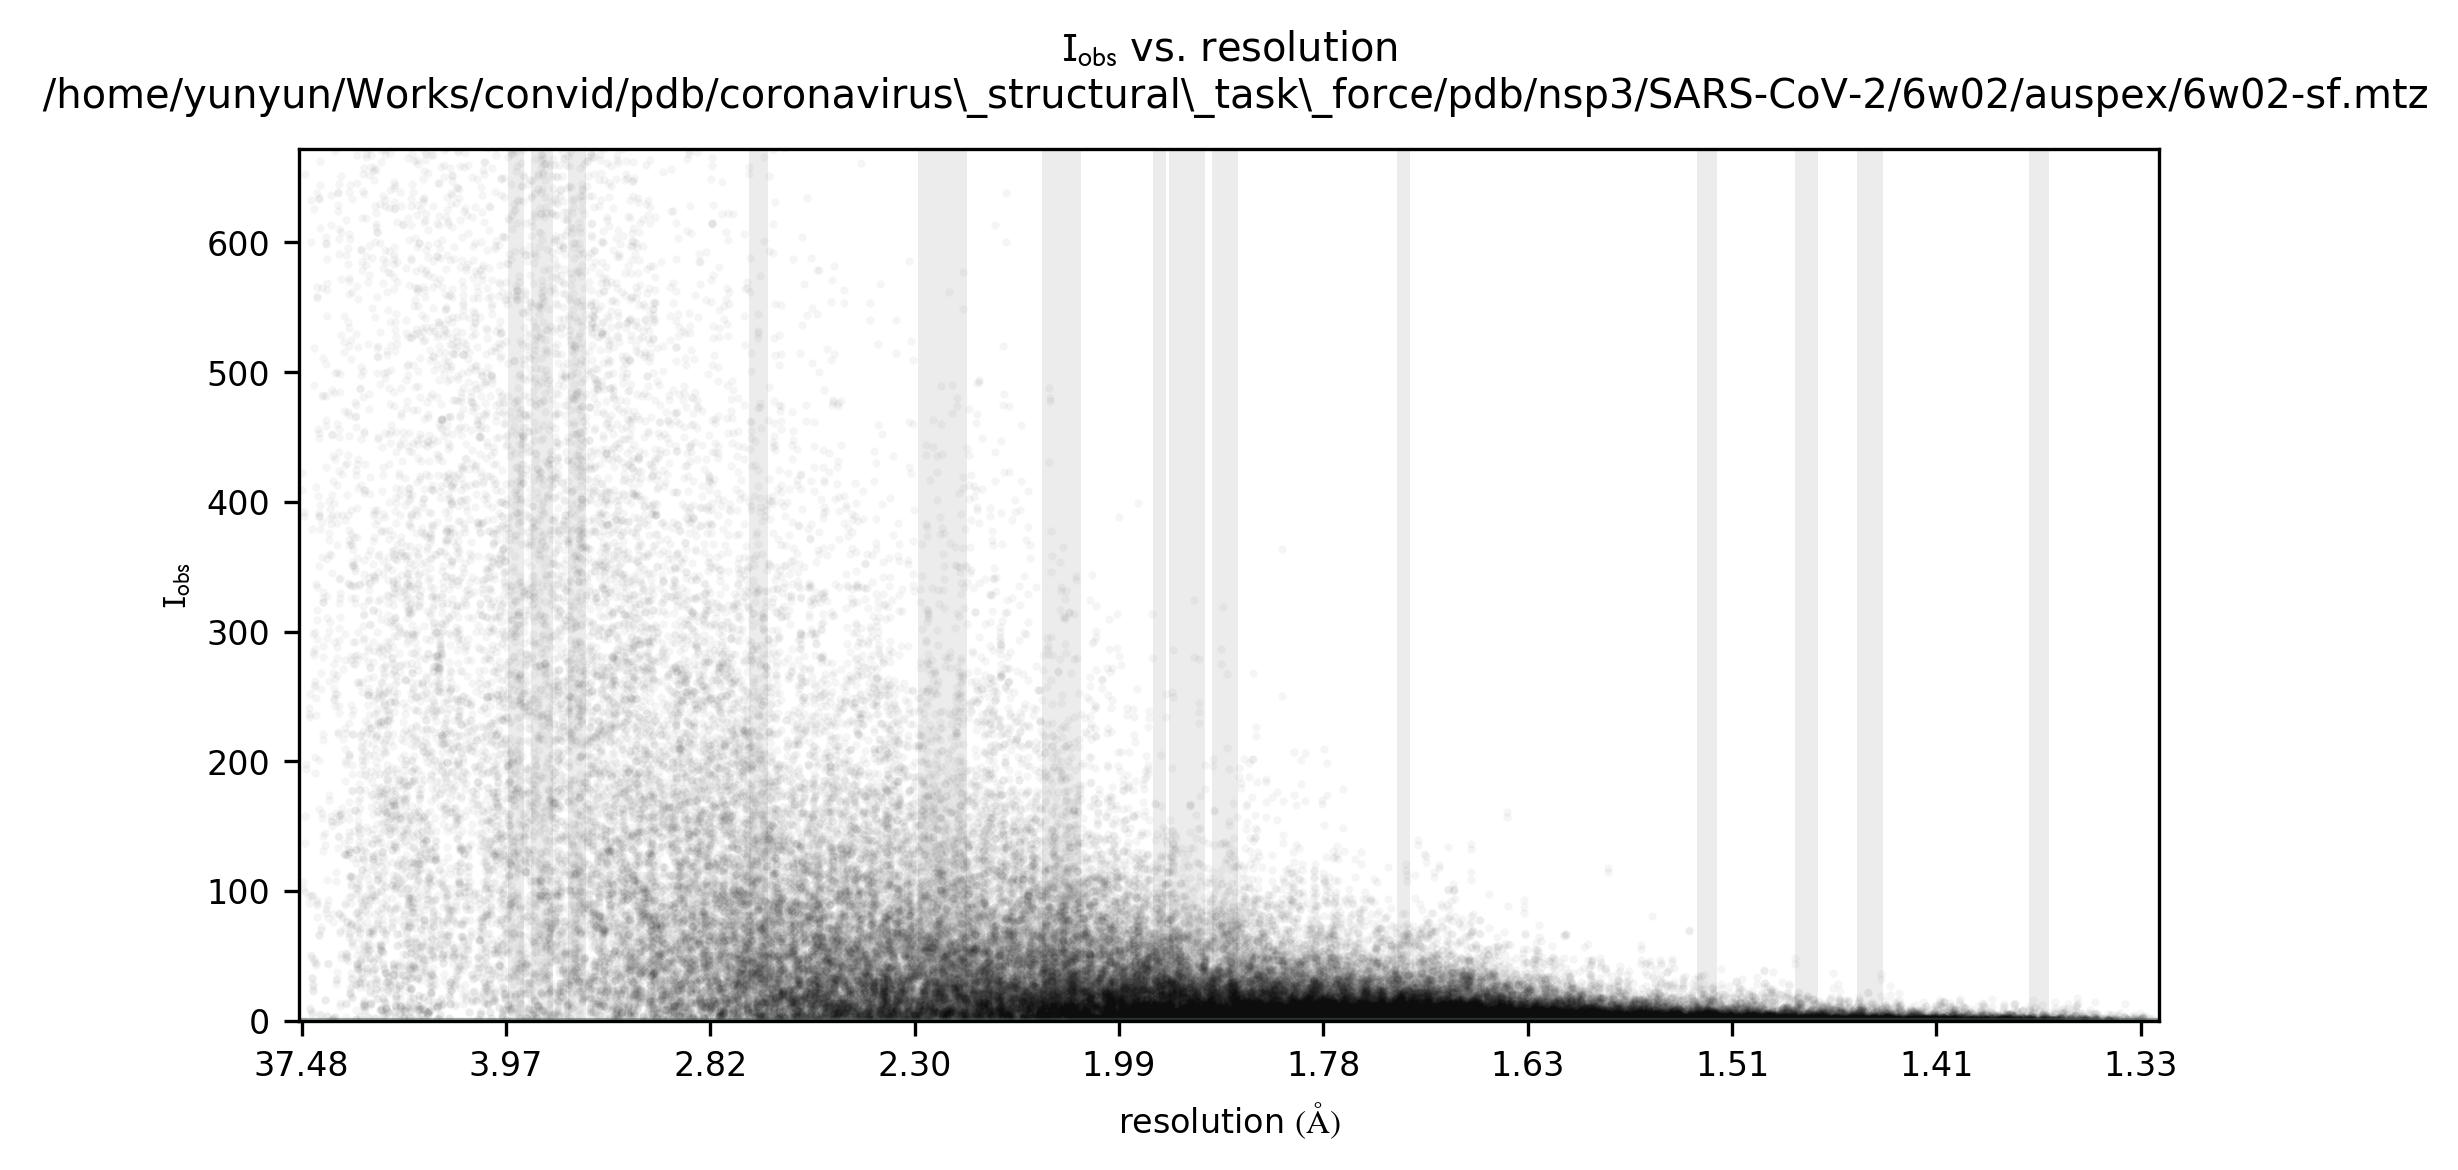 Iobs vs. resolution
/home/yunyun/Works/convid/pdb/coronavirus\_structural\_task\_force/pdb/nsp3/SARS-CoV-2/6w02/auspex/6w02-sf.mtz
600
500
400
300
200
100
0
Iobs
37.48 3.97 2.82 2.30 1.99 1.78 1.63 1.51 1.41 1.33
resolution (Å)